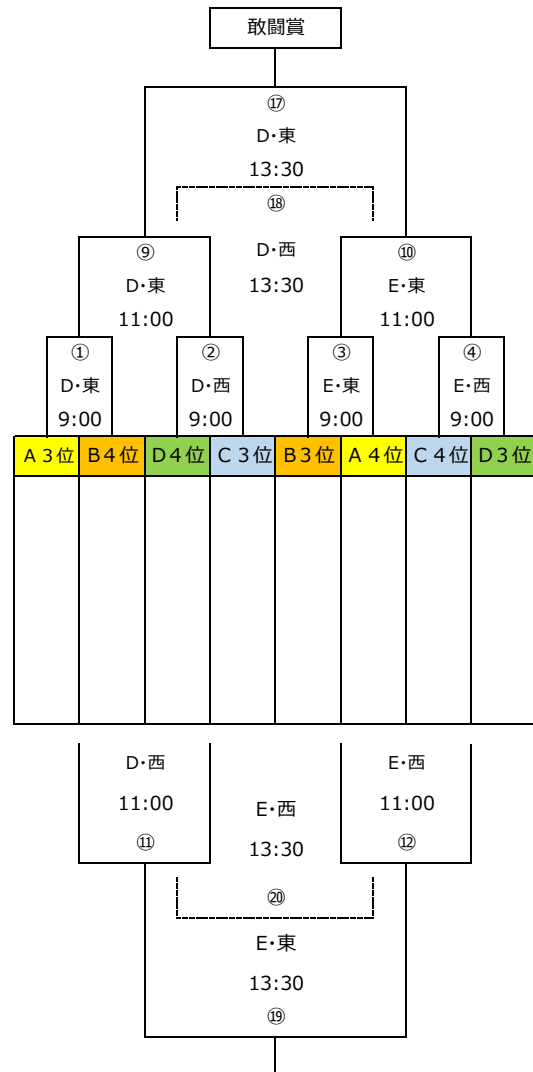 敢闘賞
⑰
D・東
13:30
⑱
⑨ D・西 ⑩
D・東 13:30 E・東
11:00 11:00
① ② ③ ④
D・東 D・西 E・東 E・西
9:00 9:00 9:00 9:00
A３位 B４位 D４位 C３位 B３位 A４位 C４位 D３位
D・西 E・西
11:00 E・西 11:00
⑪ 13:30 ⑫
⑳
E・東
13:30
⑲